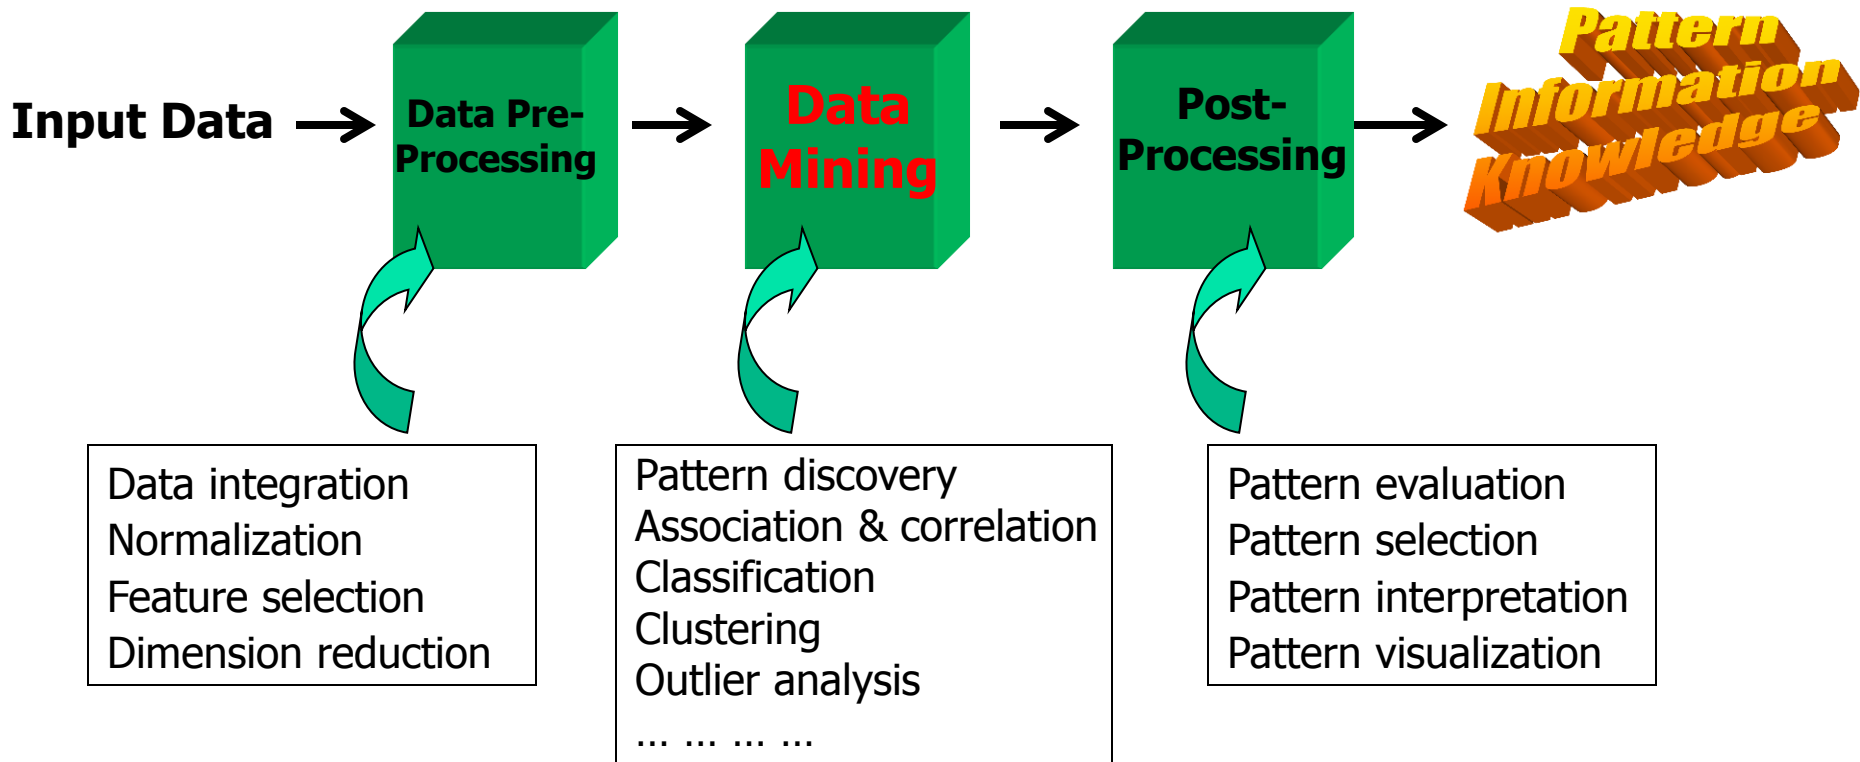 Input Data
Data Pre-
Processing
Data
Mining
Post-
Processing
Pattern
Information
Knowledge
Data integration
Normalization
Feature selection
Dimension reduction
Pattern discovery
Association & correlation
Classification
Clustering
Outlier analysis
... ... ... ...
Pattern evaluation
Pattern selection
Pattern interpretation
Pattern visualization